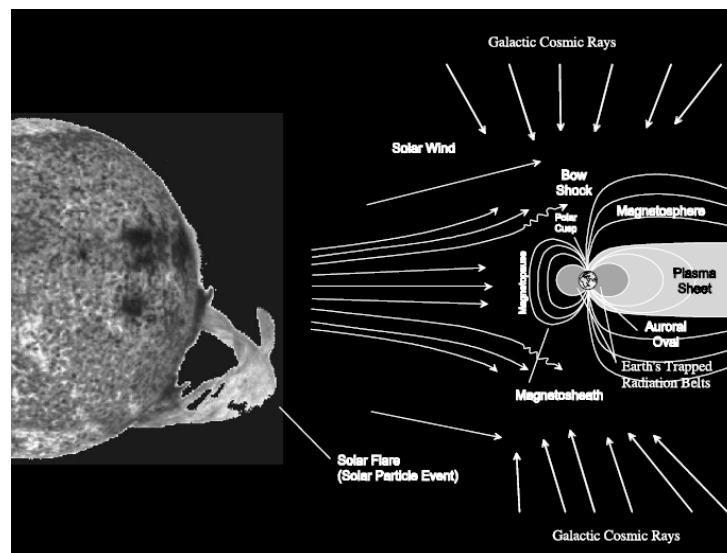 Galactic Cosmic Rays
Solar Wind
Bow
Shock
Polar
Cusp
Magnetosphere
Magnetopause
Plasma
Sheet
Auroral
Oval
Earth's Trapped
Radiation Belts
Magnetosheath
Solar Flare
(Solar Particle Event)
Galactic Cosmic Rays